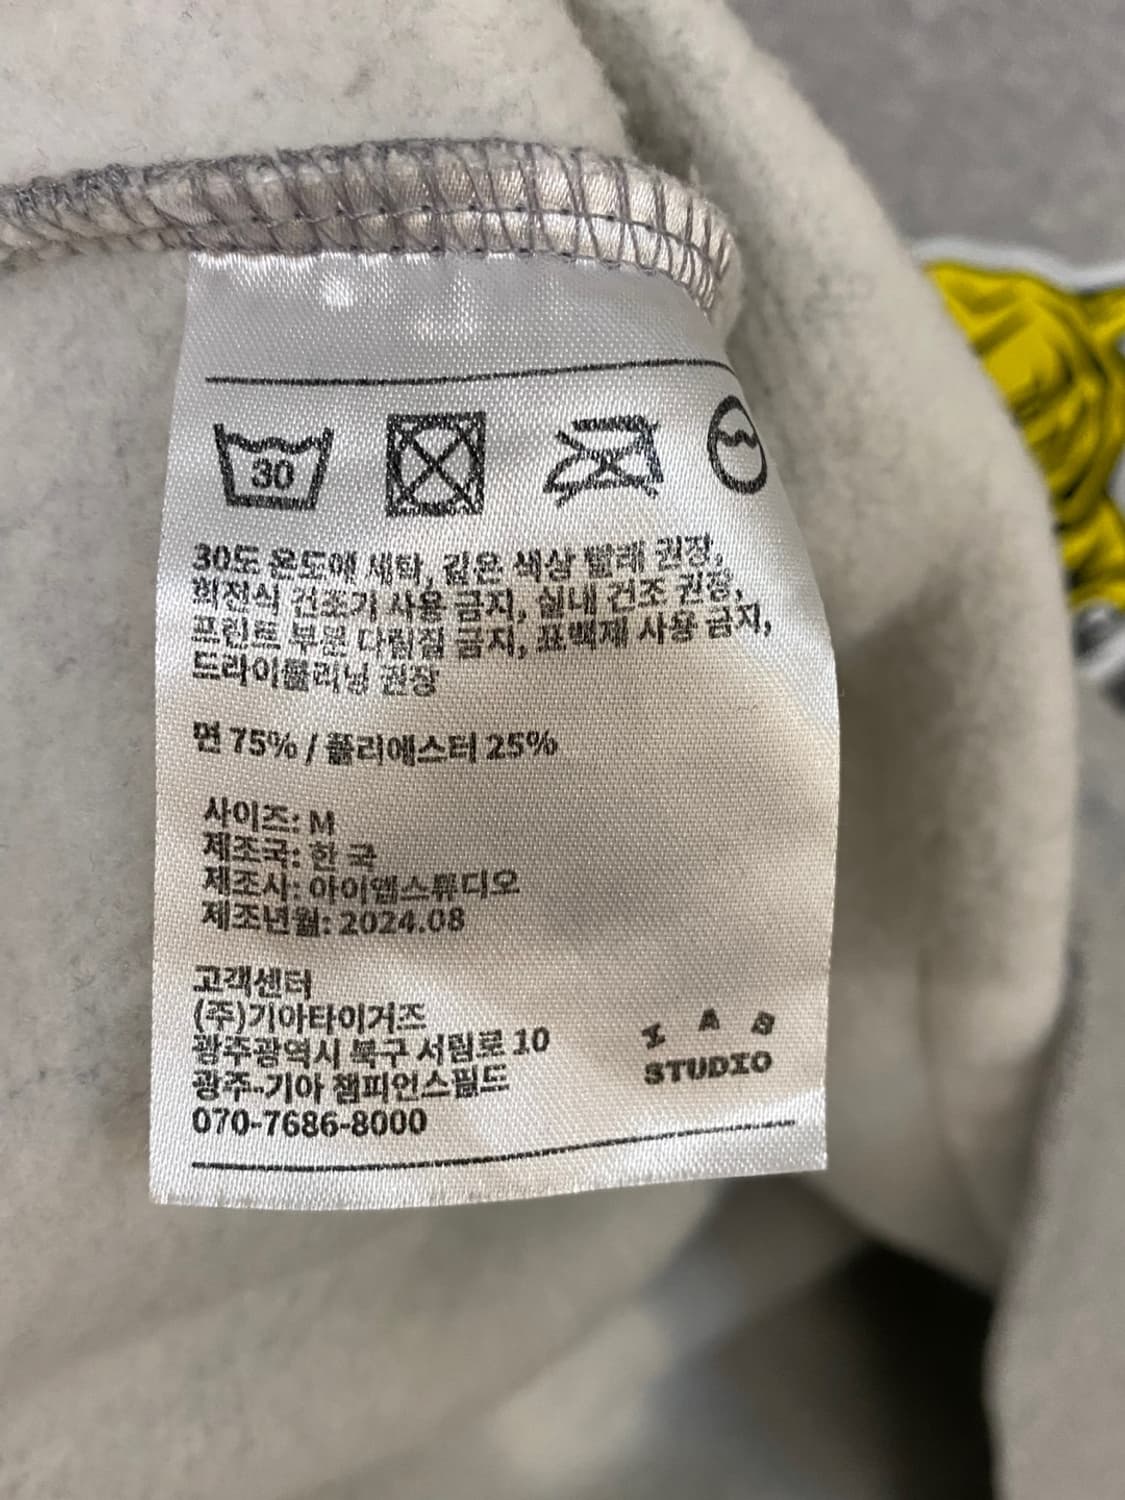 30
30도 온도에 세탁, 같은 색상 빨래 권장,
회전식 건조기 사용 금지, 실내 건조 권장,
프린트 부분 다림질 금지, 표백제 사용 금지,
드라이클리닝 권장
면 75% / 폴리에스터 25%
사이즈: M
제조국: 한국
제조사: 아이앱스튜디오
제조년월: 2024.08
고객센터
(주)기아타이거즈
광주광역시 북구 서림로 10
광주-기아 챔피언스필드
070-7686-8000
IAB
STUDIO